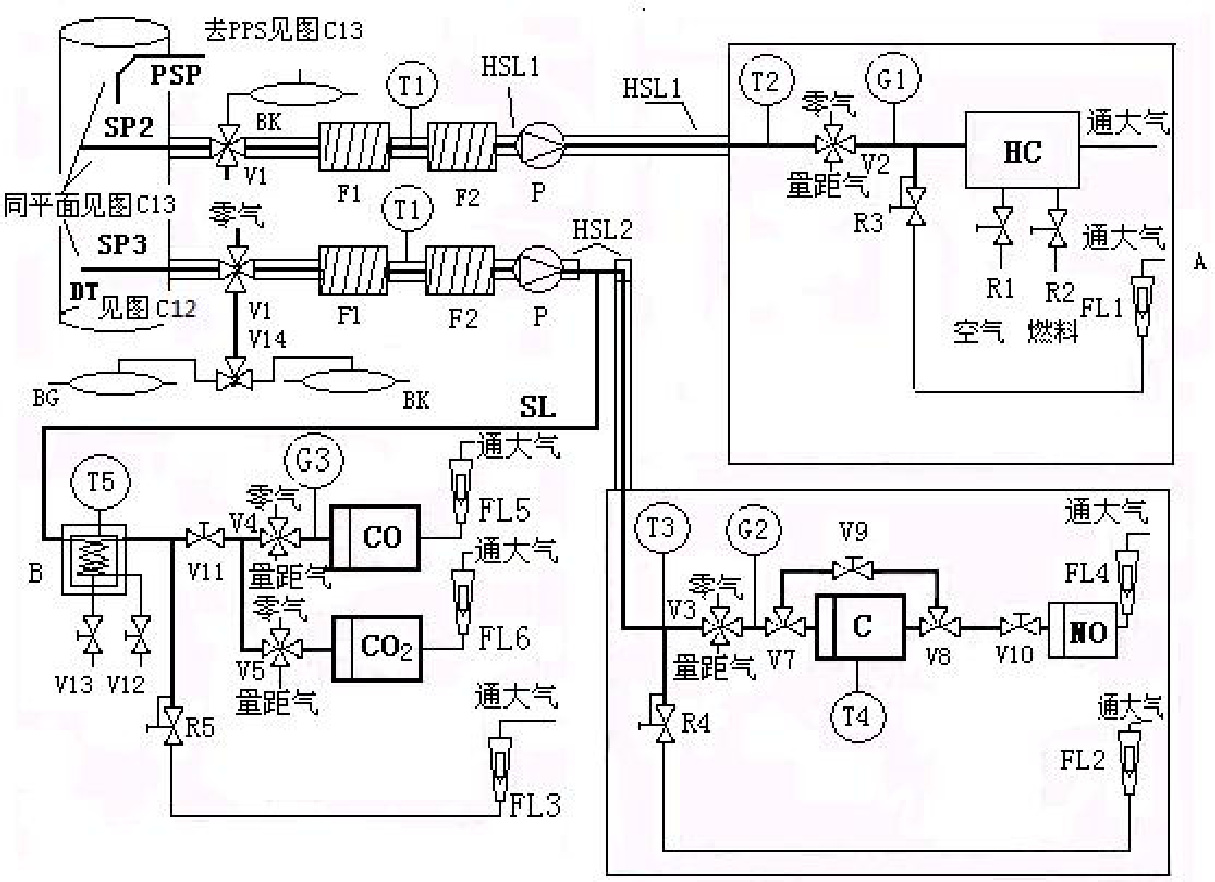 去PPS见图C13
PSP
SP2
BK
V1
F1
T1
F2
HSL1
P
HSL1
T2
零气
量距气
V2
G1
HC
通大气
R3
R1
空气
R2
燃料
通大气
FL1
A
同平面见图C13
零气
SP3
DT
见图C12
V1
V14
F1
T1
F2
P
HSL2
BG
BK
SL
T5
B
V13
V12
V11
V4
零气
量距气
G3
CO
通大气
FL5
V5
零气
量距气
CO₂
通大气
FL6
R5
通大气
FL3
T3
V3
零气
量距气
G2
V7
V9
C
T4
V8
V10
NO
通大气
FL4
R4
通大气
FL2